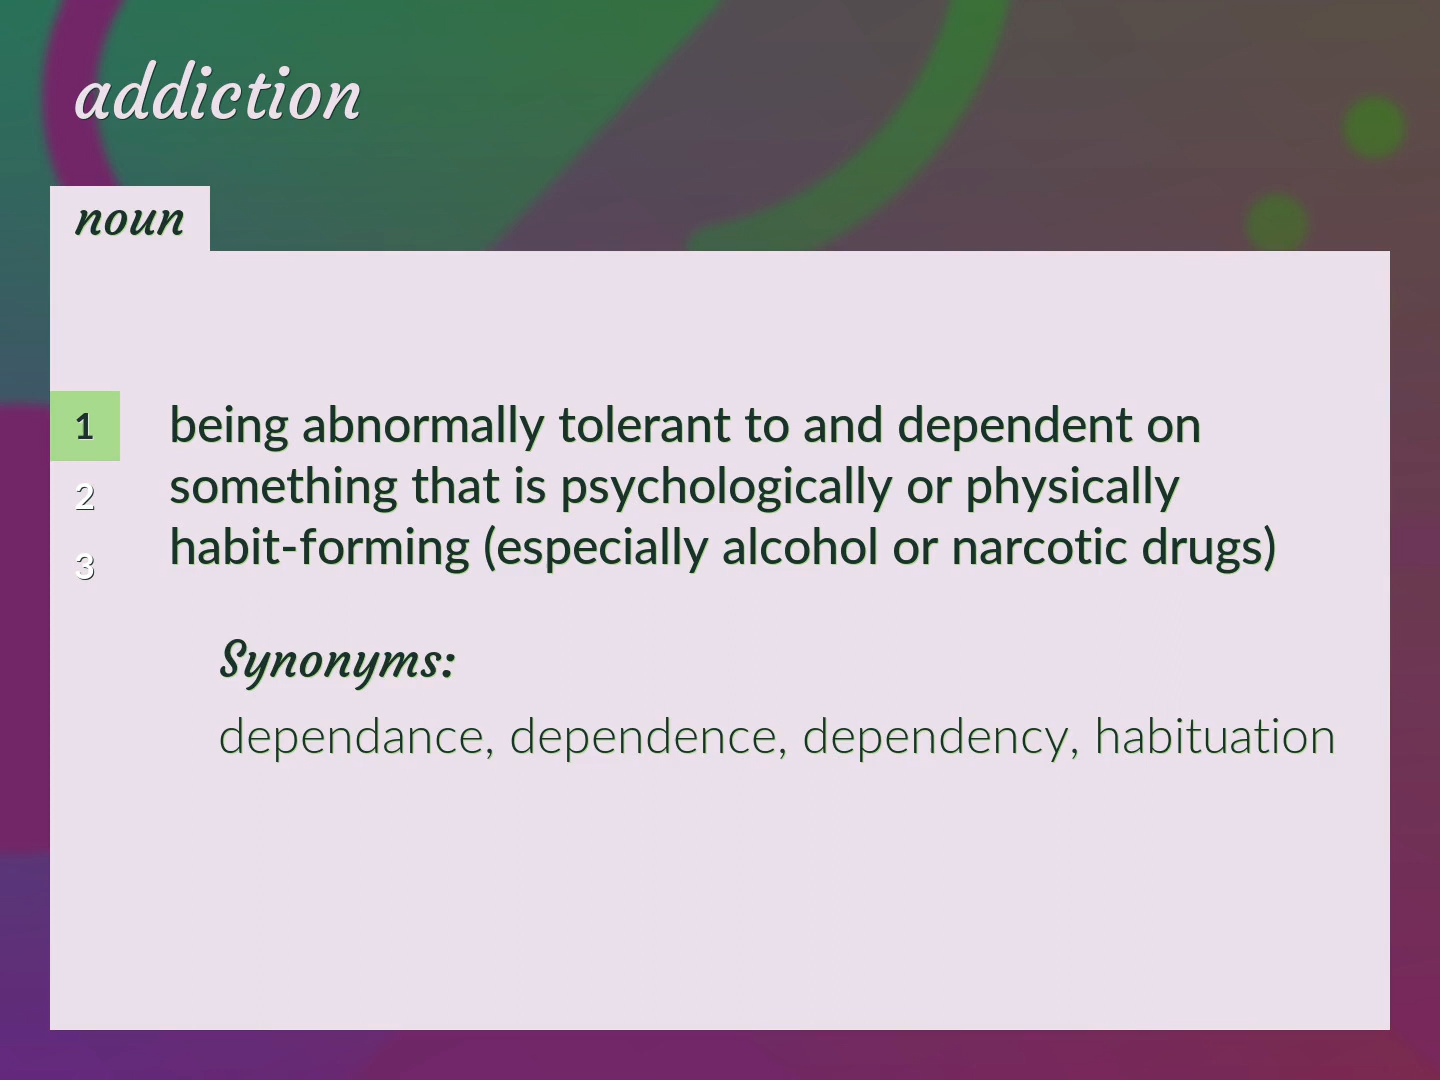 addiction
noun
1
2
3
being abnormally tolerant to and dependent on
something that is psychologically or physically
habit-forming (especially alcohol or narcotic drugs)
Synonyms:
dependance, dependence, dependency, habituation